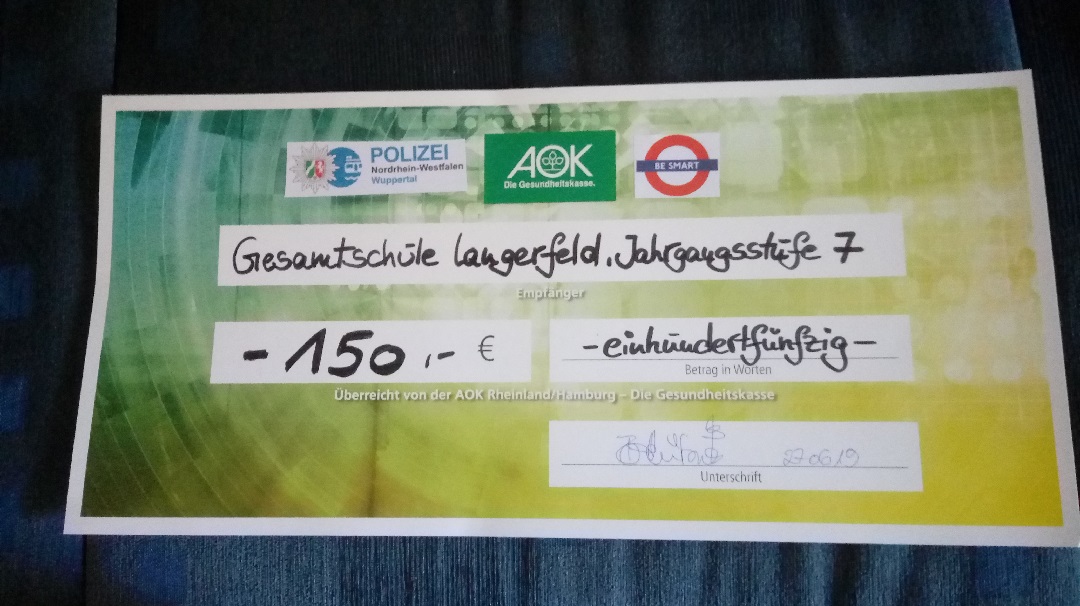 POLIZEI
Nordrhein-Westfalen
Wuppertal
AOK
Die Gesundheitskasse.
BE SMART
Gesamtschule Langerfeld, Jahrgangsstufe 7
Empfänger
- 150,- €
-einhundertfünfzig-
Betrag in Worten
Überreicht von der AOK Rheinland/Hamburg – Die Gesundheitskasse
27.06.19
Unterschrift